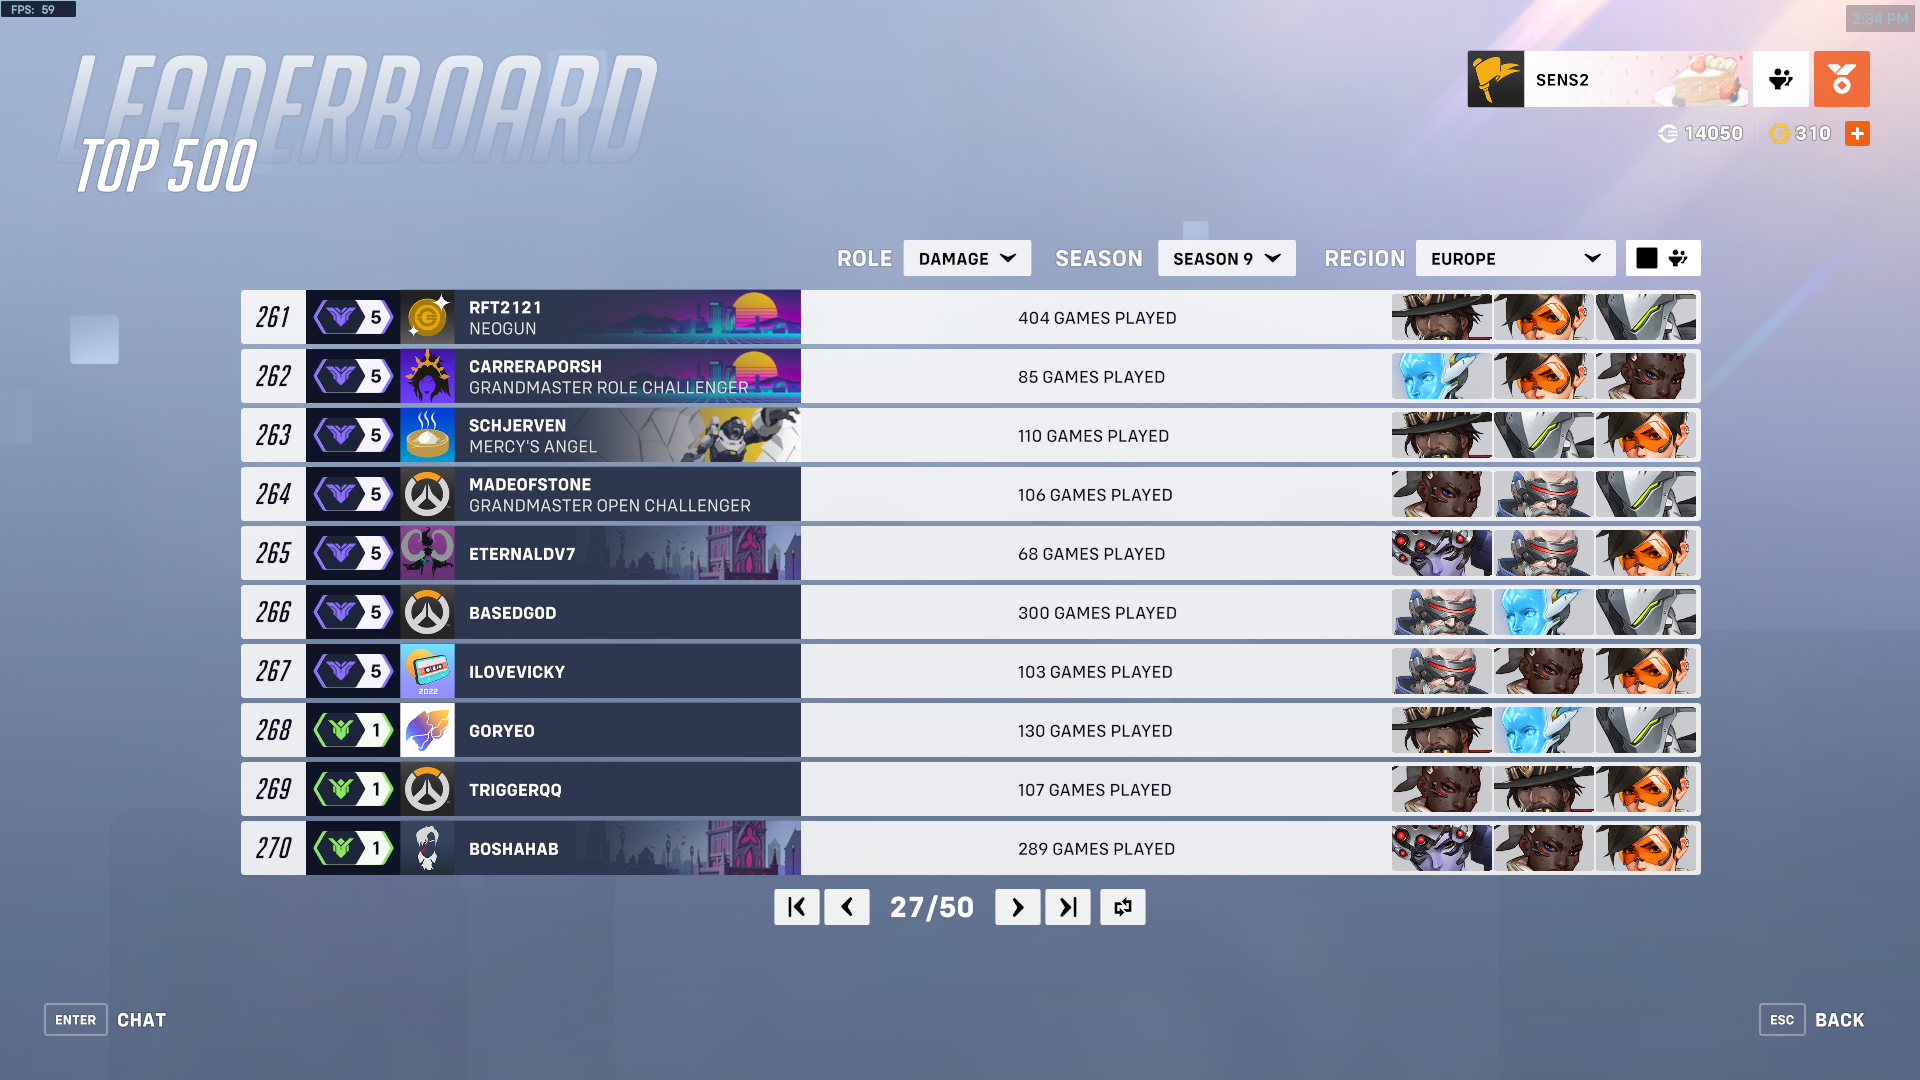 FPS: 59
2:34 PM
LEADERBOARD
TOP 500
SENS2
14050
310
ROLE DAMAGE SEASON SEASON 9 REGION EUROPE
261 5 RFT2121 404 GAMES PLAYED
NEOGUN
262 5 CARRERAPORSH 85 GAMES PLAYED
GRANDMASTER ROLE CHALLENGER
263 5 SCHJERVEN 110 GAMES PLAYED
MERCY'S ANGEL
264 5 MADEOFSTONE 106 GAMES PLAYED
GRANDMASTER OPEN CHALLENGER
265 5 ETERNALDV7 68 GAMES PLAYED
266 5 BASEDGOD 300 GAMES PLAYED
267 5 2022 ILOVEVICKY 103 GAMES PLAYED
268 1 GORYEO 130 GAMES PLAYED
269 1 TRIGGERQQ 107 GAMES PLAYED
270 1 BOSHAHAB 289 GAMES PLAYED
27/50
ENTER CHAT
ESC BACK